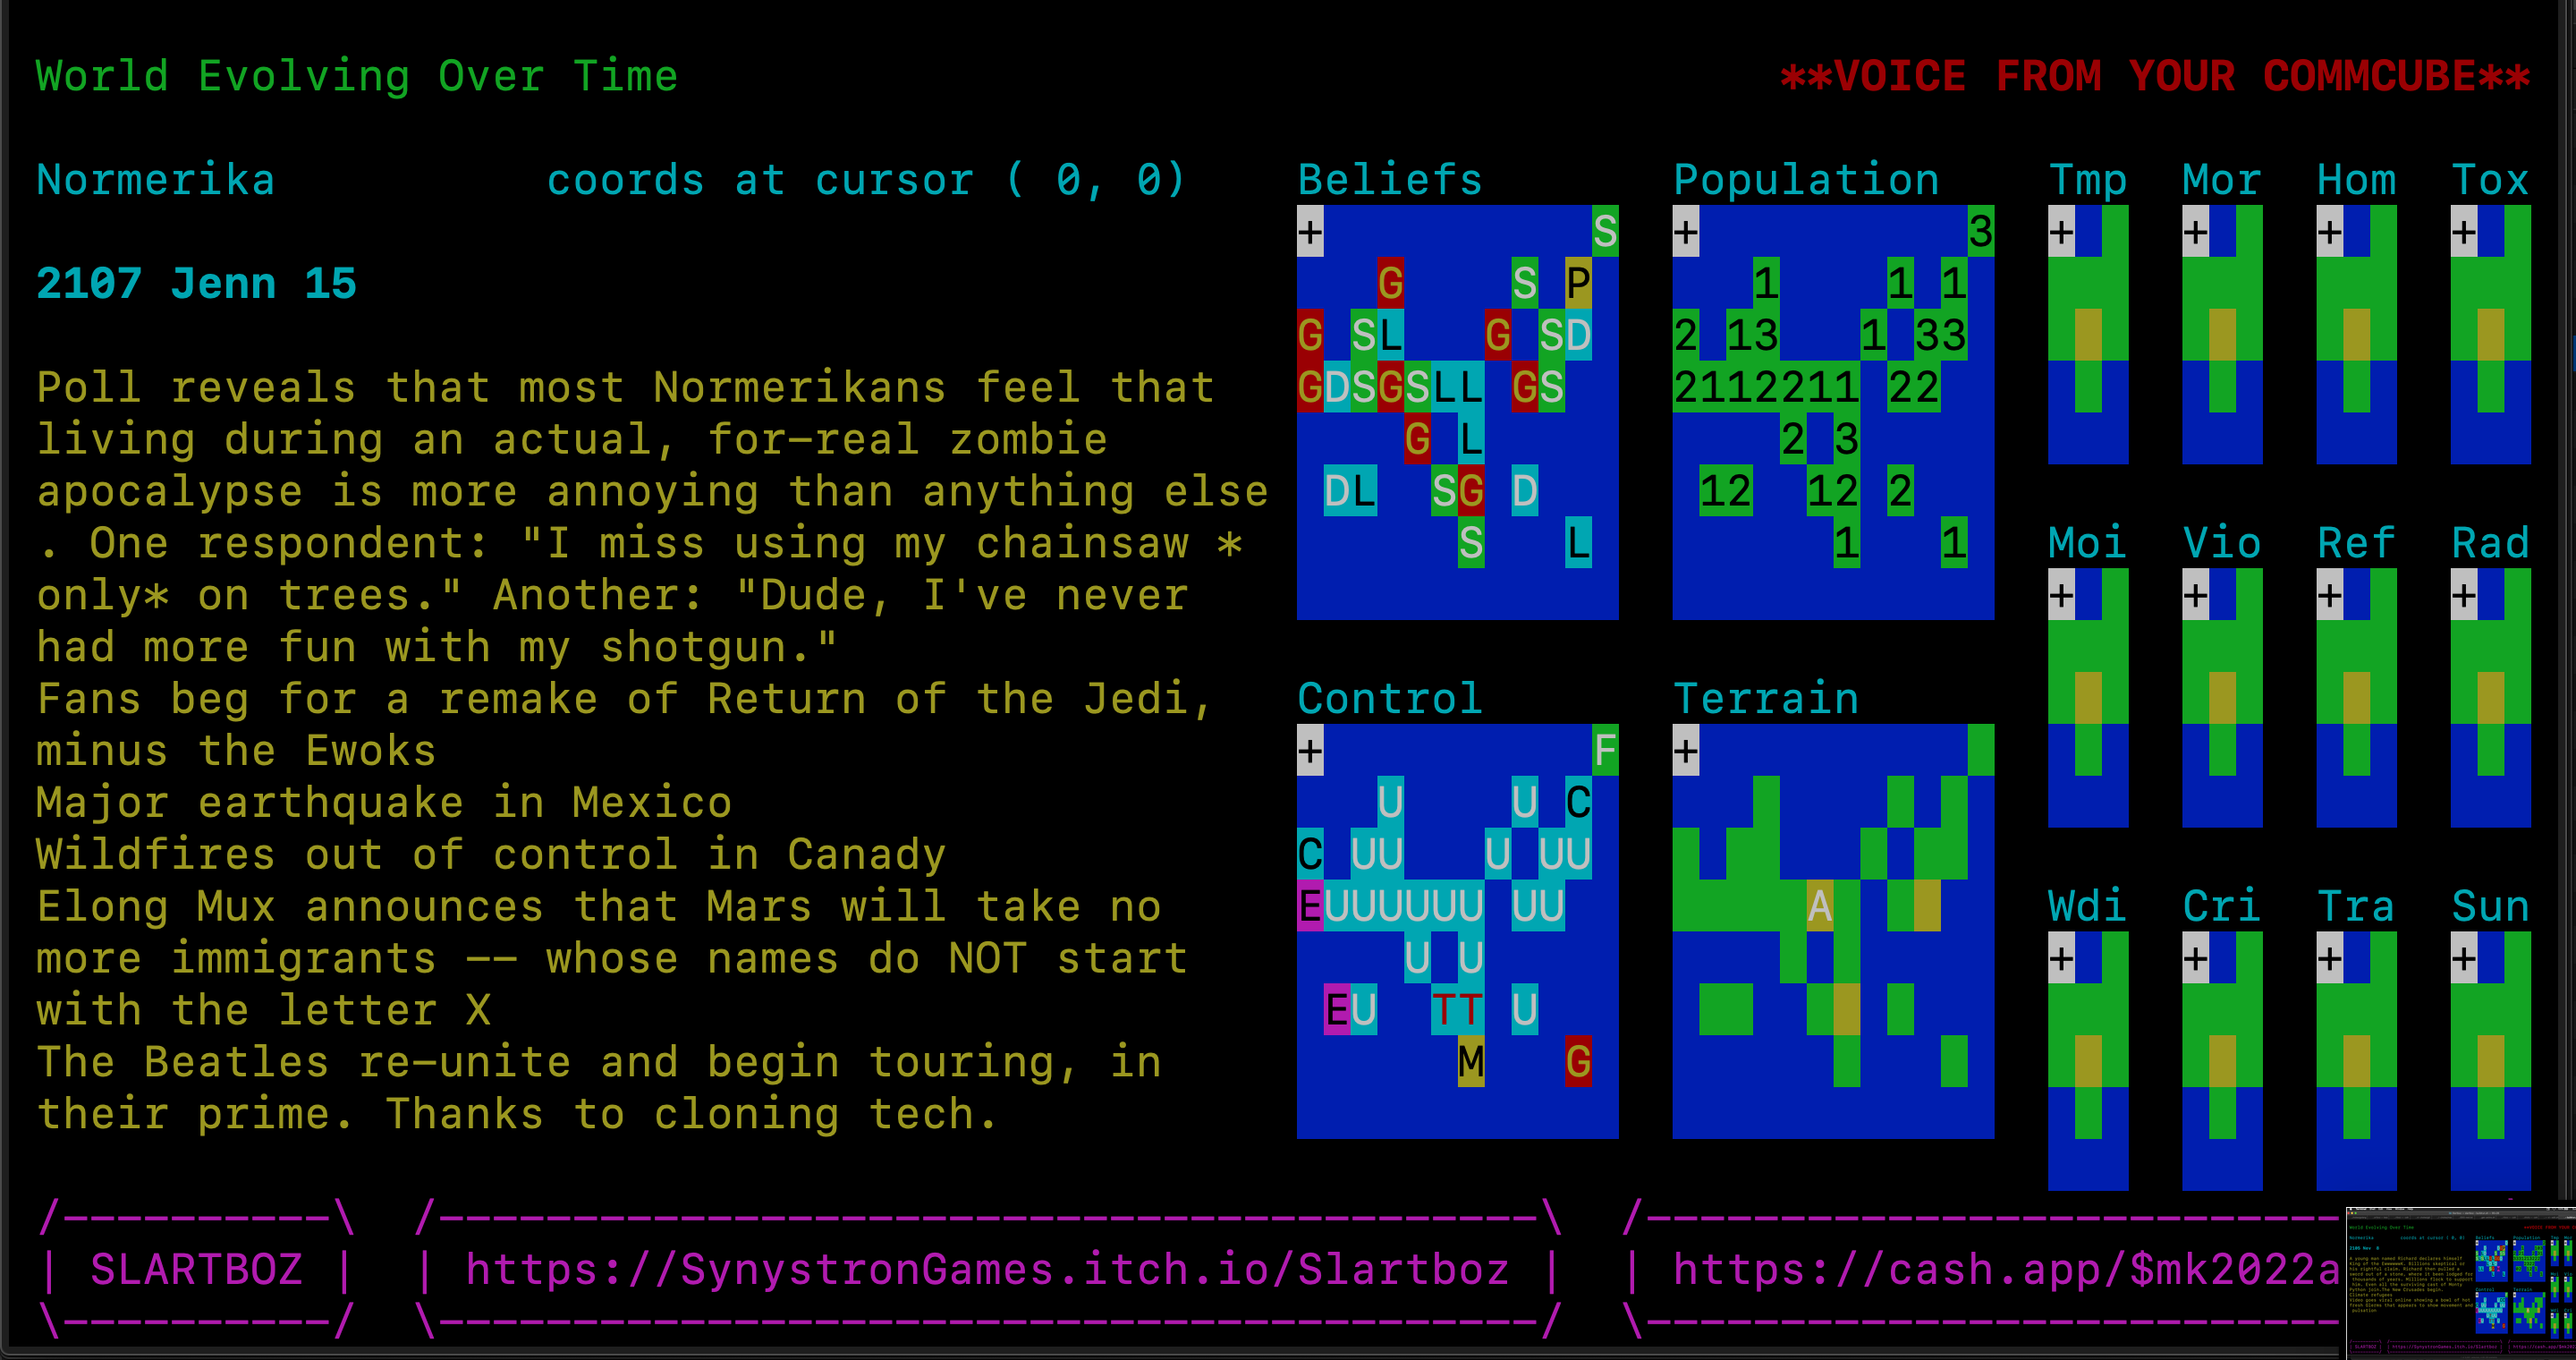 World Evolving Over Time **VOICE FROM YOUR COMMCUBE**
Normerika coords at cursor ( 0, 0) Beliefs Population Tmp Mor Hom Tox
+ S + 3 + + + +
2107 Jenn 15 G S P 1 1 1
G SL G SD 2 13 1 33
Poll reveals that most Normerikans feel that GDSGSLL GS 2112211 22
living during an actual, for-real zombie G L 2 3
apocalypse is more annoying than anything else DL SG D 12 12 2
. One respondent: "I miss using my chainsaw * S L 1 1 Moi Vio Ref Rad
only* on trees." Another: "Dude, I've never + + + +
had more fun with my shotgun."
Fans beg for a remake of Return of the Jedi, Control Terrain
minus the Ewoks + F +
Major earthquake in Mexico U U C
Wildfires out of control in Canady C UU U UU
Elong Mux announces that Mars will take no EUUUUUU UU A Wdi Cri Tra Sun
more immigrants -- whose names do NOT start U U + + + +
with the letter X EU TT U
The Beatles re-unite and begin touring, in M G
their prime. Thanks to cloning tech.
/----------\ /-----------------------------------------\ /--------------------------
| SLARTBOZ | | https://SynystronGames.itch.io/Slartboz | | https://cash.app/$mk2022a
\----------/ \-----------------------------------------/ \--------------------------